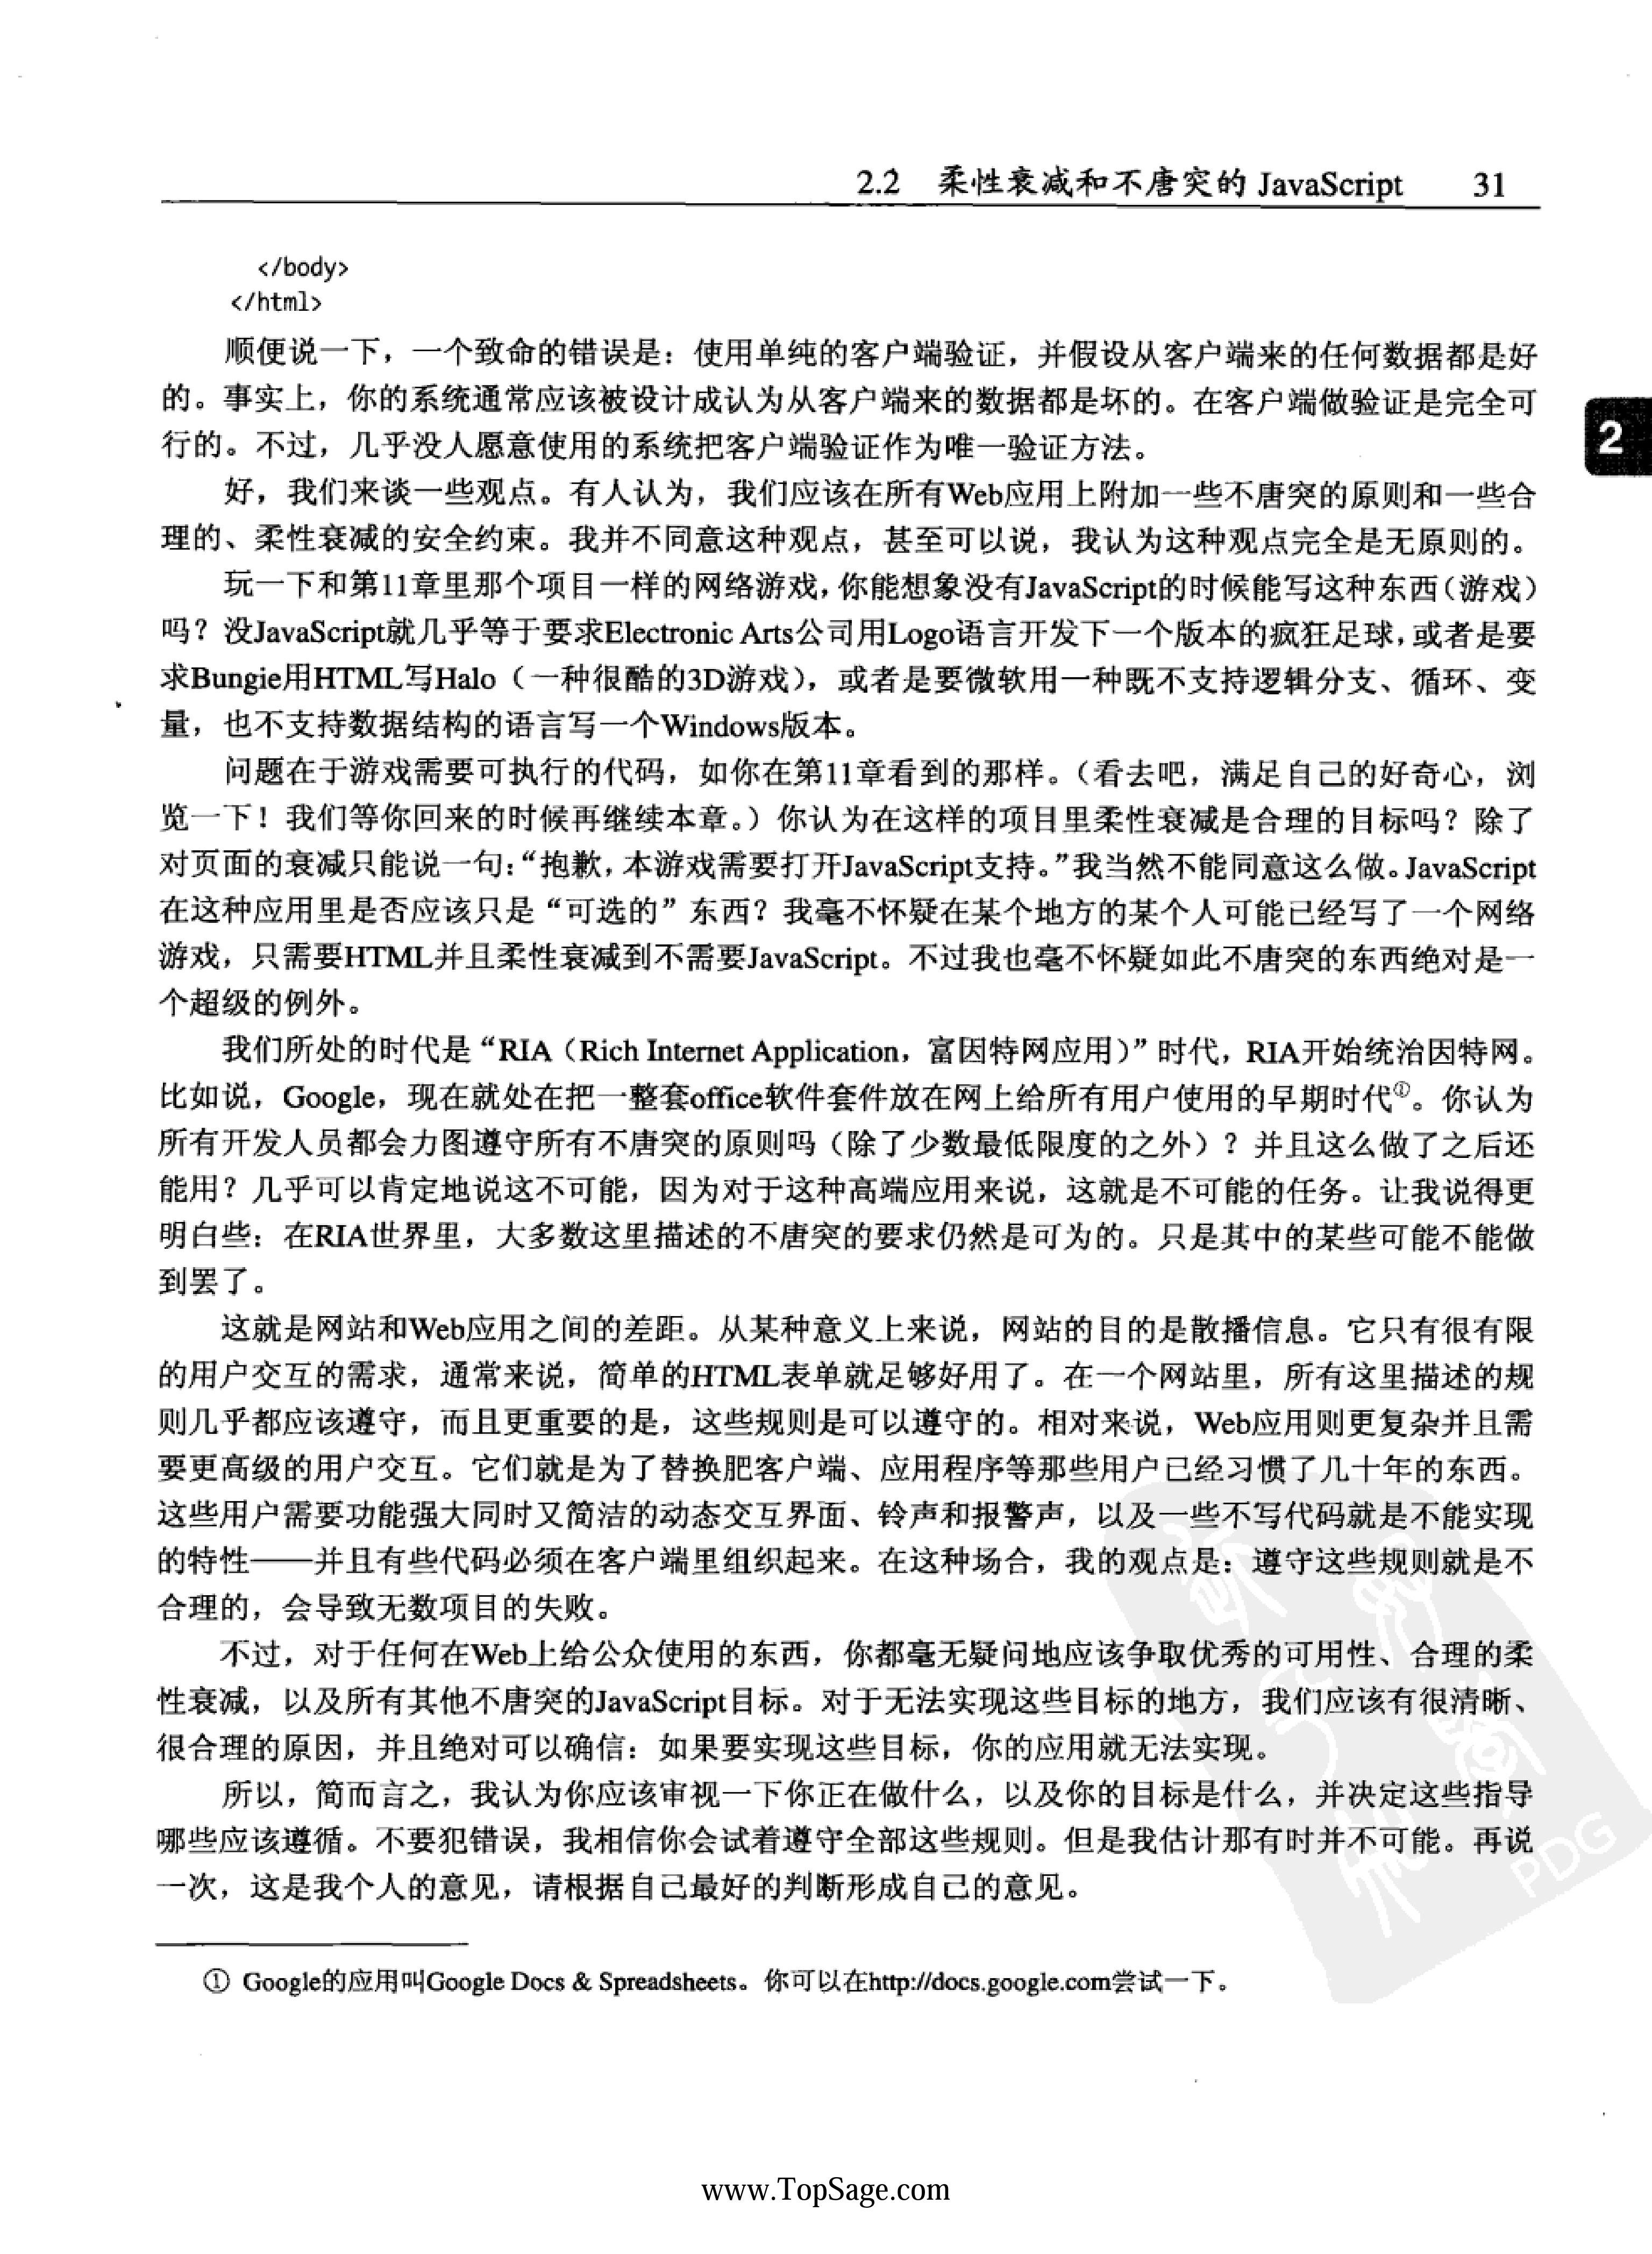 2.2 柔性衰减和不唐突的 JavaScript 31
</body>
</html>
顺便说一下，一个致命的错误是：使用单纯的客户端验证，并假设从客户端来的任何数据都是好
的。事实上，你的系统通常应该被设计成认为从客户端来的数据都是坏的。在客户端做验证是完全可
行的。不过，几乎没人愿意使用的系统把客户端验证作为唯一验证方法。
2
好，我们来谈一些观点。有人认为，我们应该在所有Web应用上附加一些不唐突的原则和一些合
理的、柔性衰减的安全约束。我并不同意这种观点，甚至可以说，我认为这种观点完全是无原则的。
玩一下和第11章里那个项目一样的网络游戏，你能想象没有JavaScript的时候能写这种东西（游戏）
吗？没JavaScript就几乎等于要求Electronic Arts公司用Logo语言开发下一个版本的疯狂足球，或者是要
求Bungie用HTML写Halo（一种很酷的3D游戏），或者是要微软用一种既不支持逻辑分支、循环、变
量，也不支持数据结构的语言写一个Windows版本。
问题在于游戏需要可执行的代码，如你在第11章看到的那样。（看去吧，满足自己的好奇心，浏
览一下！我们等你回来的时候再继续本章。）你认为在这样的项目里柔性衰减是合理的目标吗？除了
对页面的衰减只能说一句：“抱歉，本游戏需要打开JavaScript支持。”我当然不能同意这么做。JavaScript
在这种应用里是否应该只是“可选的”东西？我毫不怀疑在某个地方的某个人可能已经写了一个网络
游戏，只需要HTML并且柔性衰减到不需要JavaScript。不过我也毫不怀疑如此不唐突的东西绝对是一
个超级的例外。
我们所处的时代是“RIA（Rich Internet Application，富因特网应用）”时代，RIA开始统治因特网。
比如说，Google，现在就处在把一整套office软件套件放在网上给所有用户使用的早期时代①。你认为
所有开发人员都会力图遵守所有不唐突的原则吗（除了少数最低限度的之外）？并且这么做了之后还
能用？几乎可以肯定地说这不可能，因为对于这种高端应用来说，这就是不可能的任务。让我说得更
明白些：在RIA世界里，大多数这里描述的不唐突的要求仍然是可为的。只是其中的某些可能不能做
到罢了。
这就是网站和Web应用之间的差距。从某种意义上来说，网站的目的是散播信息。它只有很有限
的用户交互的需求，通常来说，简单的HTML表单就足够好用了。在一个网站里，所有这里描述的规
则几乎都应该遵守，而且更重要的是，这些规则是可以遵守的。相对来说，Web应用则更复杂并且需
要更高级的用户交互。它们就是为了替换肥客户端、应用程序等那些用户已经习惯了几十年的东西。
这些用户需要功能强大同时又简洁的动态交互界面、铃声和报警声，以及一些不写代码就是不能实现
的特性——并且有些代码必须在客户端里组织起来。在这种场合，我的观点是：遵守这些规则就是不
合理的，会导致无数项目的失败。
不过，对于任何在Web上给公众使用的东西，你都毫无疑问地应该争取优秀的可用性、合理的柔
性衰减，以及所有其他不唐突的JavaScript目标。对于无法实现这些目标的地方，我们应该有很清晰、
很合理的原因，并且绝对可以确信：如果要实现这些目标，你的应用就无法实现。
所以，简而言之，我认为你应该审视一下你正在做什么，以及你的目标是什么，并决定这些指导
哪些应该遵循。不要犯错误，我相信你会试着遵守全部这些规则。但是我估计那有时并不可能。再说
一次，这是我个人的意见，请根据自己最好的判断形成自己的意见。
PDG
① Google的应用叫Google Docs & Spreadsheets。你可以在http://docs.google.com尝试一下。
www.TopSage.com